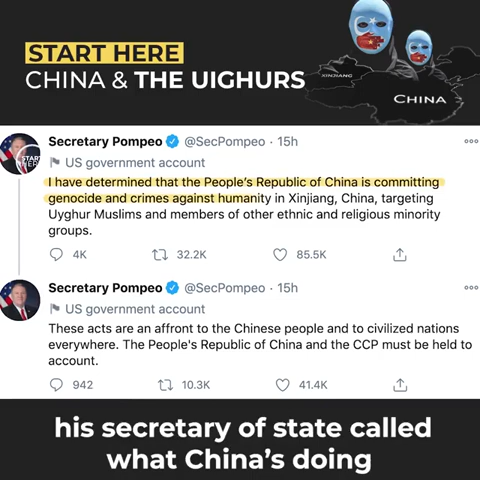 START HERE
CHINA & THE UIGHURS
XINJIANG
CHINA
START
HERE
Secretary Pompeo @SecPompeo · 15h
US government account
I have determined that the People's Republic of China is committing
genocide and crimes against humanity in Xinjiang, China, targeting
Uyghur Muslims and members of other ethnic and religious minority
groups.
4K 32.2K 85.5K
Secretary Pompeo @SecPompeo · 15h
US government account
These acts are an affront to the Chinese people and to civilized nations
everywhere. The People's Republic of China and the CCP must be held to
account.
942 10.3K 41.4K
his secretary of state called
what China's doing